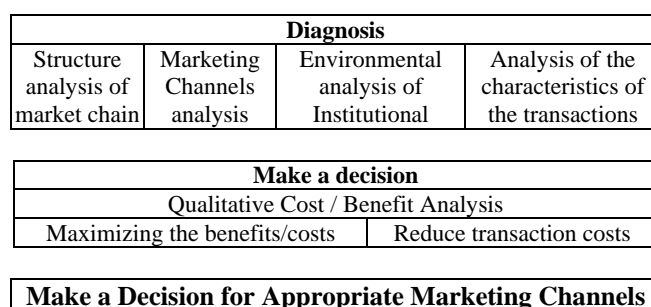 Diagnosis
Structure analysis of market chain
Marketing Channels analysis
Environmental analysis of Institutional
Analysis of the characteristics of the transactions
Make a decision
Qualitative Cost / Benefit Analysis
Maximizing the benefits/costs
Reduce transaction costs
Make a Decision for Appropriate Marketing Channels